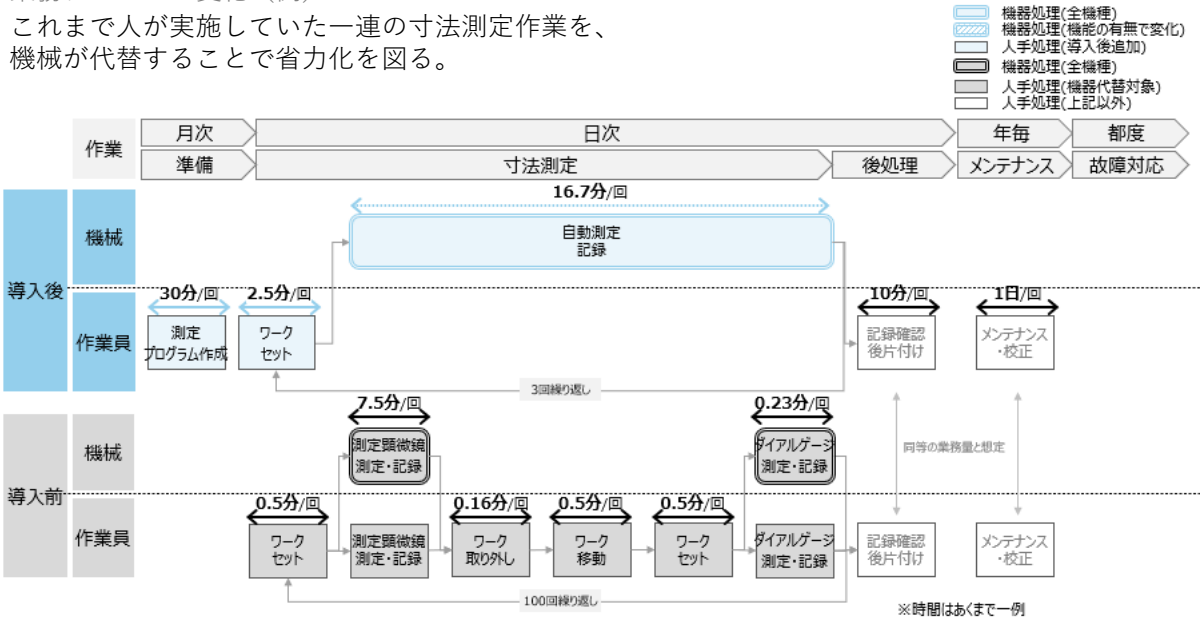 これまで人が実施していた一連の寸法測定作業を、
機械が代替することで省力化を図る。
機器処理(全機種)
機器処理(機能の有無で変化)
人手処理(導入後追加)
機器処理(全機種)
人手処理(機器代替対象)
人手処理(上記以外)
作業
月次
日次
年毎
都度
準備
寸法測定
後処理
メンテナンス
故障対応
導入後
機械
16.7分/回
自動測定
記録
作業員
30分/回
測定
プログラム作成
2.5分/回
ワーク
セット
10分/回
記録確認
後片付け
1日/回
メンテナンス
・校正
3回繰り返し
導入前
機械
7.5分/回
測定顕微鏡
測定・記録
0.23分/回
ダイアルゲージ
測定・記録
同等の業務量と想定
作業員
0.5分/回
ワーク
セット
測定顕微鏡
測定・記録
0.16分/回
ワーク
取り外し
0.5分/回
ワーク
移動
0.5分/回
ワーク
セット
ダイアルゲージ
測定・記録
記録確認
後片付け
メンテナンス
・校正
100回繰り返し
※時間はあくまで一例